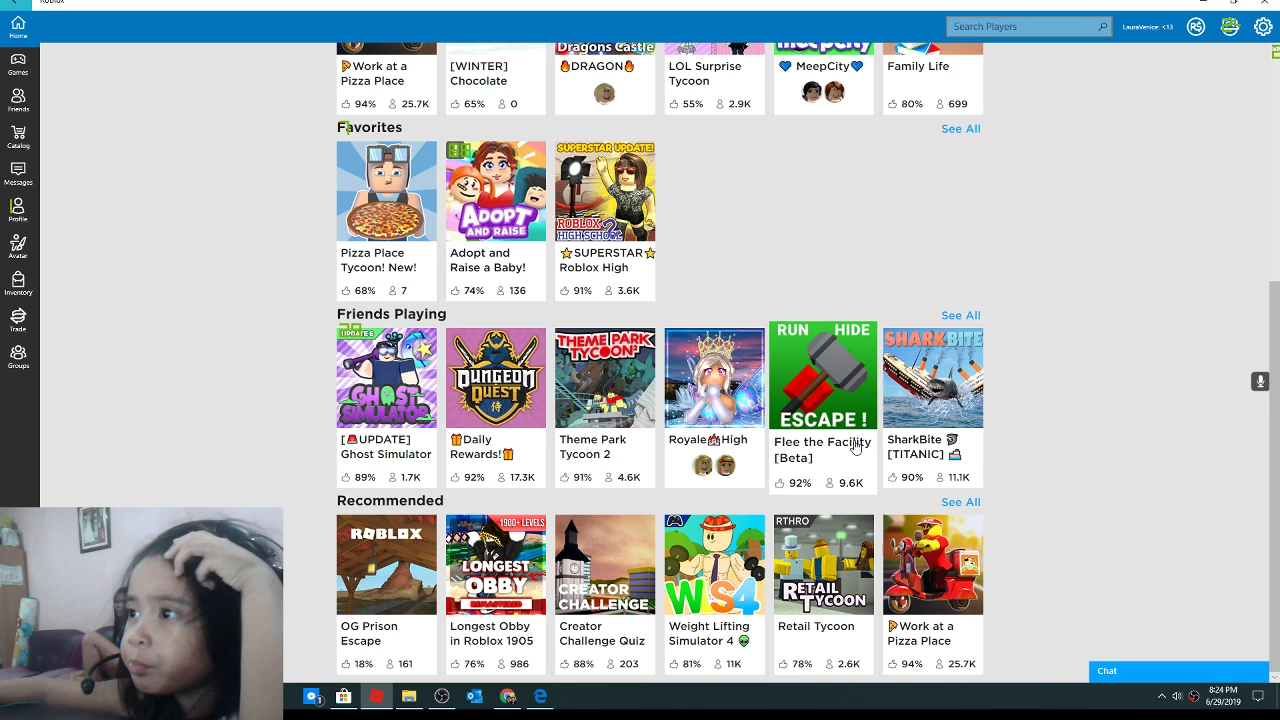 Roblox
Home
Search Players
LauraVenice: <13
Games
Friends
Catalog
Messages
Profile
Avatar
Inventory
Trade
Groups
Work at a
Pizza Place
94% 25.7K
[WINTER]
Chocolate
65% 0
Dragons Castle
DRAGON
LOL Surprise
Tycoon
55% 2.9K
MeepCity
Family Life
80% 699
Favorites
See All
Pizza Place
Tycoon! New!
68% 7
ADOPT
AND RAISE
Adopt and
Raise a Baby!
74% 136
SUPERSTAR UPDATE!
ROBLOX
HIGHSCHOOL
2
SUPERSTAR
Roblox High
91% 3.6K
Friends Playing
See All
UPDATE 6
GHOST
SIMULATOR
[UPDATE]
Ghost Simulator
89% 1.7K
DUNGEON
QUEST
Daily
Rewards!
92% 17.3K
THEME PARK
TYCOON 2
Theme Park
Tycoon 2
91% 4.6K
Royale High
RUN HIDE
ESCAPE !
Flee the Facility
[Beta]
92% 9.6K
SHARKBITE
SharkBite
[TITANIC]
90% 11.1K
Recommended
See All
ROBLOX
OG Prison
Escape
18% 161
1900+ LEVELS
LONGEST
OBBY
REMASTERED
Longest Obby
in Roblox 1905
76% 986
CREATOR
CHALLENGE
Creator
Challenge Quiz
88% 203
WS4
Weight Lifting
Simulator 4
81% 11K
RTHRO
RETAIL
TYCOON
Retail Tycoon
78% 2.6K
Work at a
Pizza Place
94% 25.7K
Chat
1
8:24 PM
6/29/2019